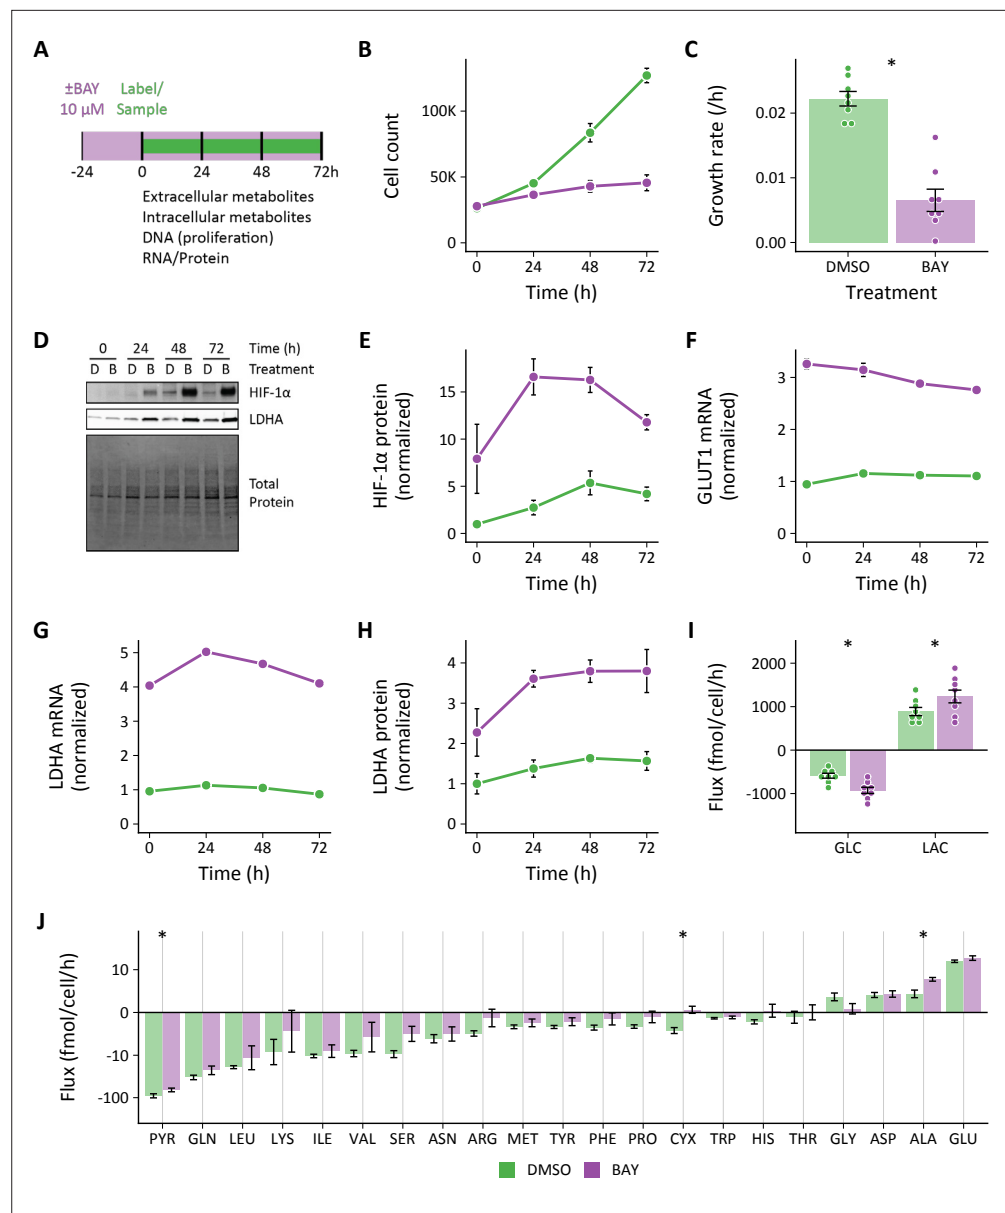 A
±BAY Label/
10 μM Sample
-24 0 24 48 72h
Extracellular metabolites
Intracellular metabolites
DNA (proliferation)
RNA/Protein
B
Cell count
100K
50K
0
0 24 48 72
Time (h)
C
*
Growth rate (/h)
0.02
0.01
0.00
DMSO BAY
Treatment
D
0 24 48 72 Time (h)
D B D B D B D B Treatment
HIF-1α
LDHA
Total
Protein
E
HIF-1α protein
(normalized)
15
10
5
0
0 24 48 72
Time (h)
F
GLUT1 mRNA
(normalized)
3
2
1
0
0 24 48 72
Time (h)
G
LDHA mRNA
(normalized)
5
4
3
2
1
0
0 24 48 72
Time (h)
H
LDHA protein
(normalized)
4
3
2
1
0
0 24 48 72
Time (h)
I
* *
Flux (fmol/cell/h)
2000
1000
0
-1000
GLC LAC
J
* * *
Flux (fmol/cell/h)
10
0
-10
-100
PYR GLN LEU LYS ILE VAL SER ASN ARG MET TYR PHE PRO CYX TRP HIS THR GLY ASP ALA GLU
DMSO BAY